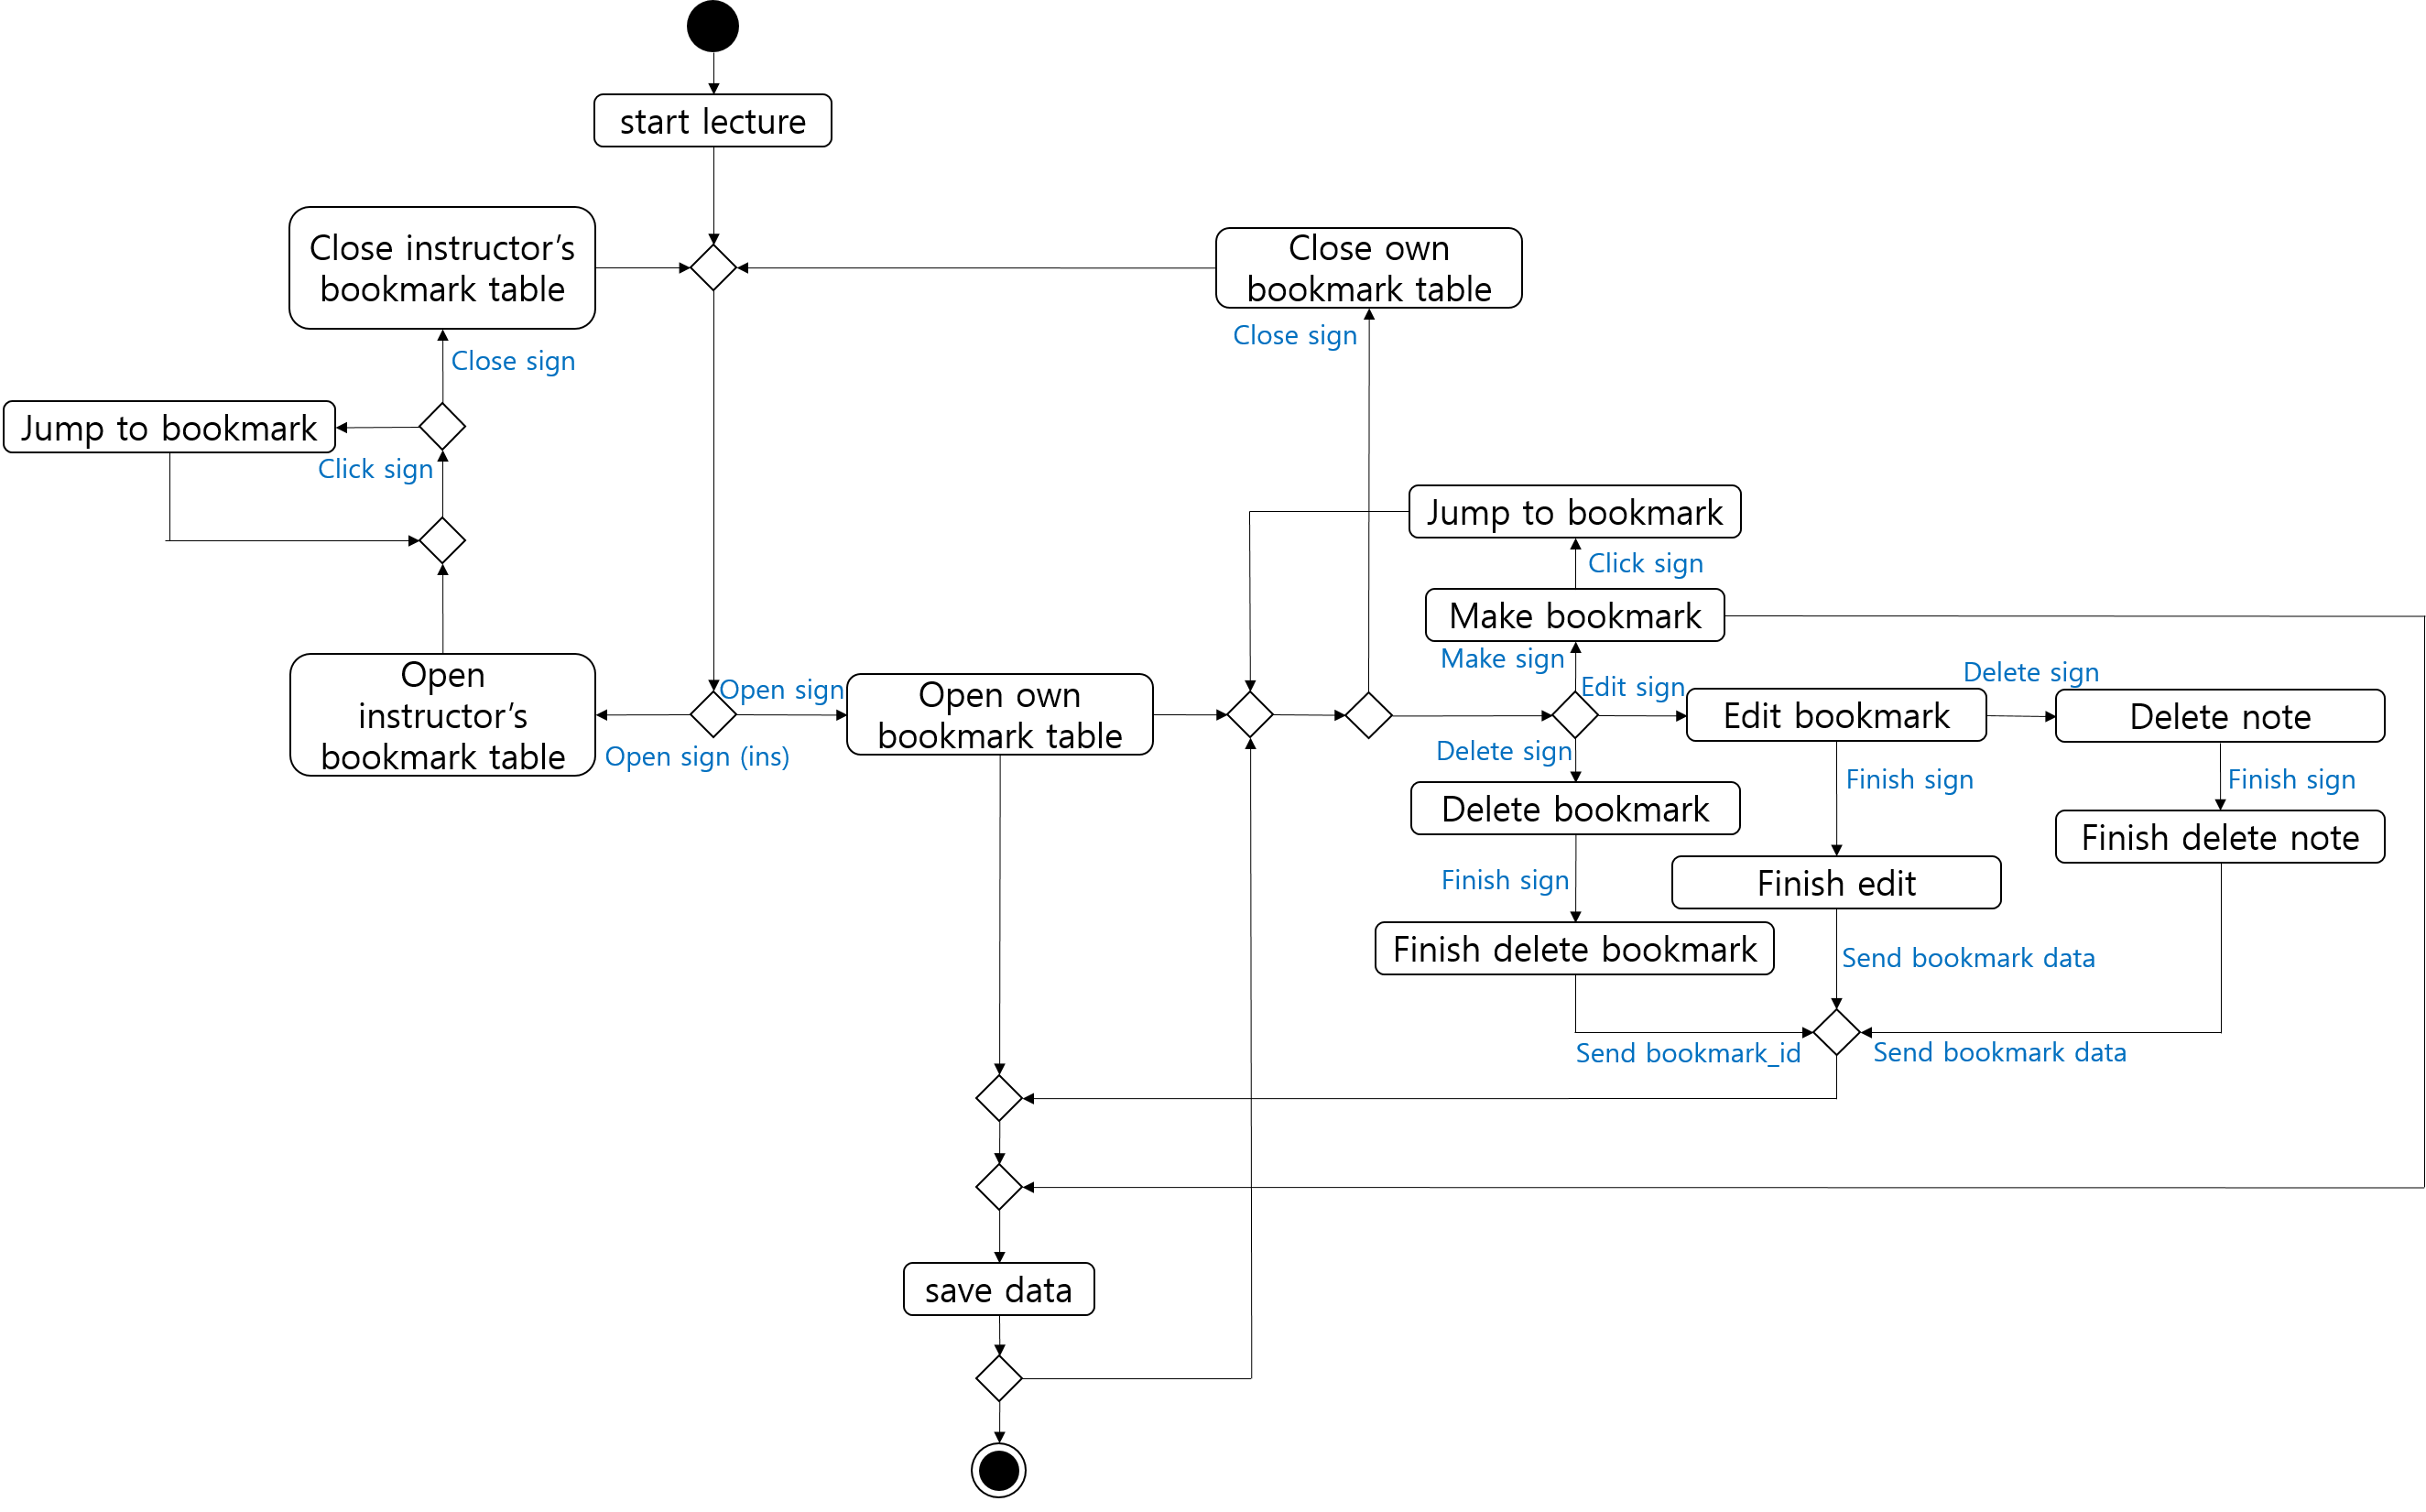 start lecture
Close instructor’s
bookmark table
Close own
bookmark table
Close sign
Close sign
Jump to bookmark
Click sign
Jump to bookmark
Click sign
Make bookmark
Make sign
Open
instructor’s
bookmark table
Open sign
Open sign (ins)
Open own
bookmark table
Edit sign
Edit bookmark
Delete sign
Delete note
Delete sign
Delete bookmark
Finish sign
Finish sign
Finish delete note
Finish sign
Finish edit
Finish delete bookmark
Send bookmark data
Send bookmark_id
Send bookmark data
save data